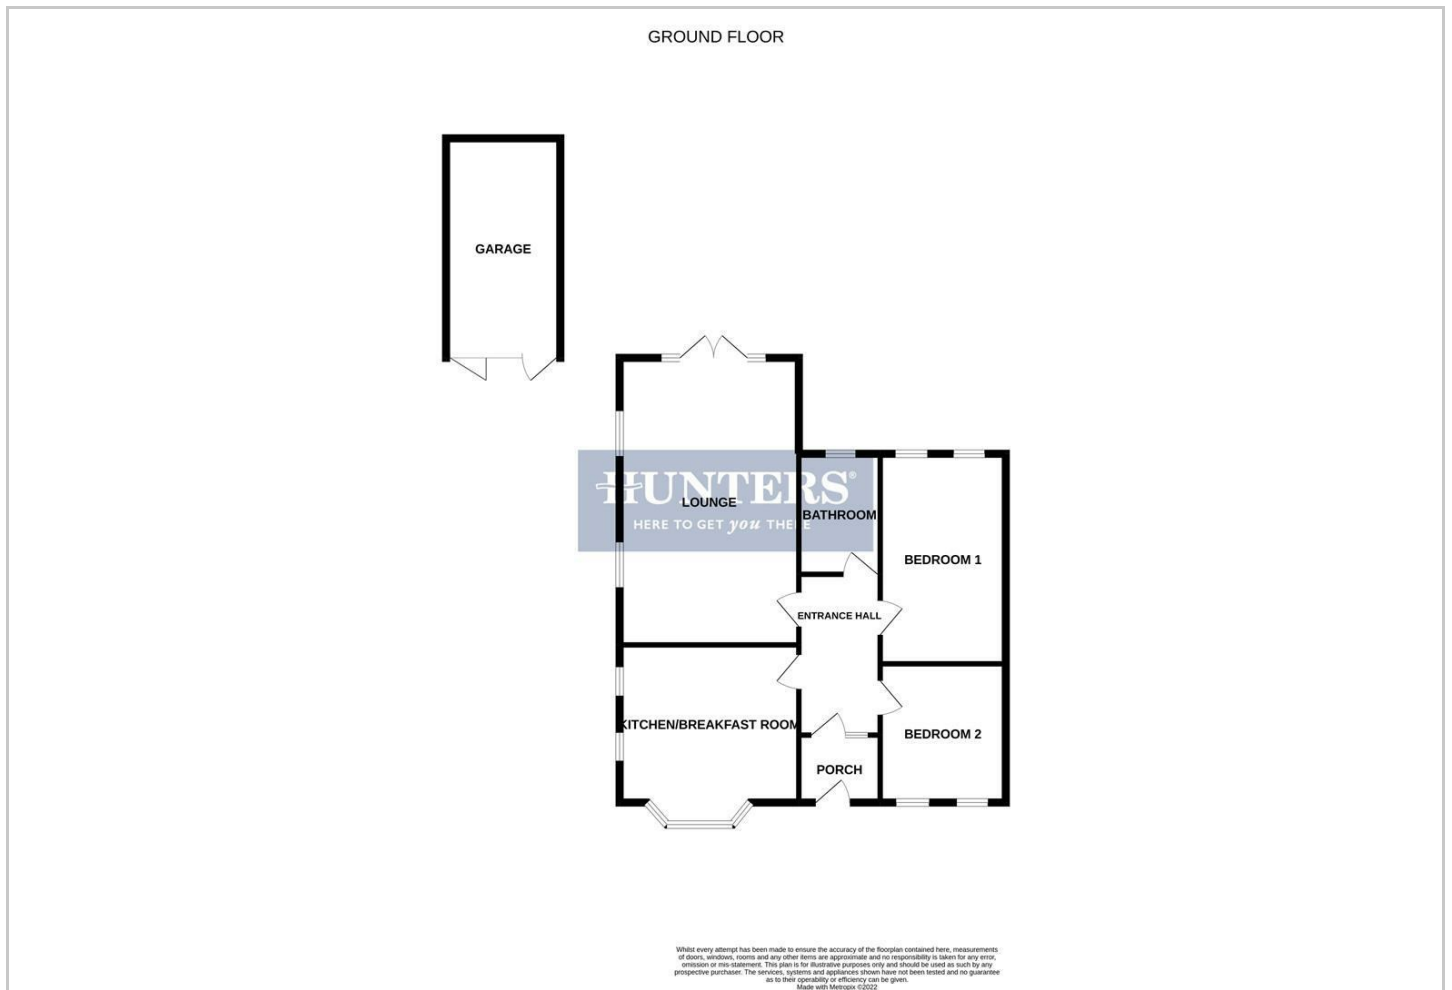 GROUND FLOOR
GARAGE
HUNTERS®
LOUNGE
HERE TO GET you THERE
BATHROOM
BEDROOM 1
ENTRANCE HALL
KITCHEN/BREAKFAST ROOM
BEDROOM 2
PORCH
Whilst every attempt has been made to ensure the accuracy of the floorplan contained here, measurements
of doors, windows, rooms and any other items are approximate and no responsibility is taken for any error,
omission or mis-statement. This plan is for illustrative purposes only and should be used as such by any
prospective purchaser. The services, systems and appliances shown have not been tested and no guarantee
as to their operability or efficiency can be given.
Made with Metropix ©2022